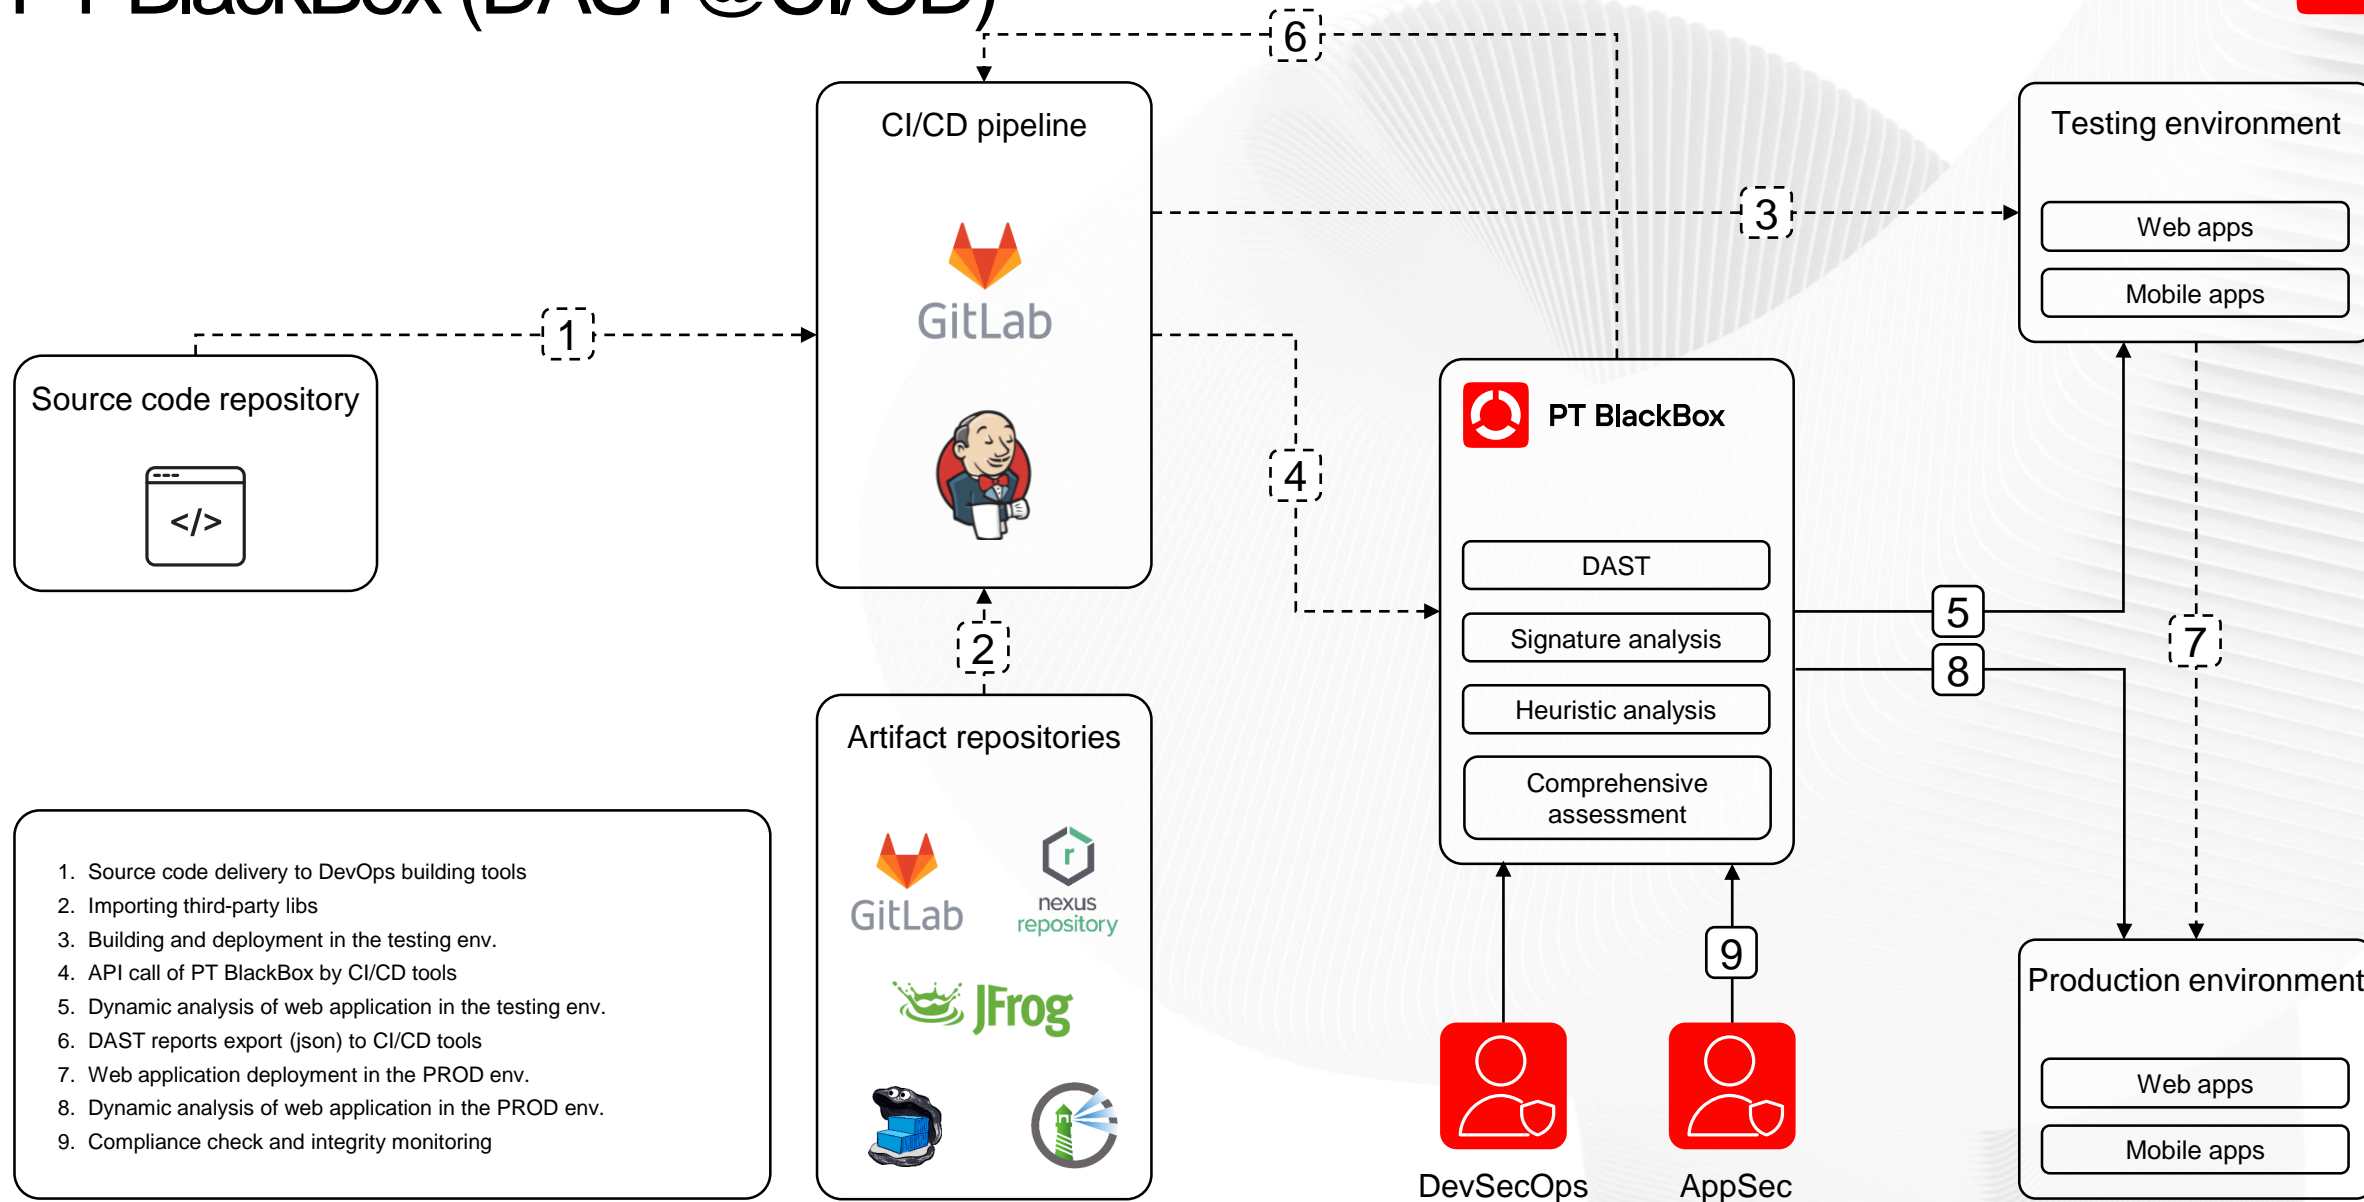 PT BlackBox (DAST@CI/CD)
6
CI/CD pipeline
GitLab
Testing environment
Web apps
Mobile apps
3
1
Source code repository
</>
4
PT BlackBox
DAST
Signature analysis
Heuristic analysis
Comprehensive
assessment
5
8
7
2
Artifact repositories
GitLab
r
nexus
repository
JFrog
1. Source code delivery to DevOps building tools
2. Importing third-party libs
3. Building and deployment in the testing env.
4. API call of PT BlackBox by CI/CD tools
5. Dynamic analysis of web application in the testing env.
6. DAST reports export (json) to CI/CD tools
7. Web application deployment in the PROD env.
8. Dynamic analysis of web application in the PROD env.
9. Compliance check and integrity monitoring
9
DevSecOps
AppSec
Production environment
Web apps
Mobile apps